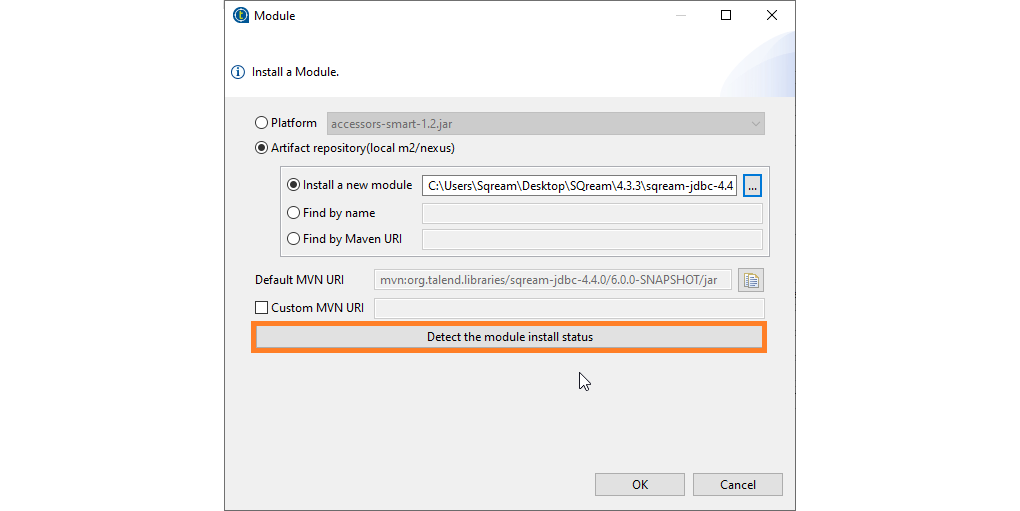 Module
Install a Module.
Platform accessors-smart-1.2.jar
Artifact repository(local m2/nexus)
Install a new module C:\Users\Sqream\Desktop\SQream\4.3.3\sqream-jdbc-4.4 ...
Find by name
Find by Maven URI
Default MVN URI mvn:org.talend.libraries/sqream-jdbc-4.4.0/6.0.0-SNAPSHOT/jar
Custom MVN URI
Detect the module install status
OK Cancel